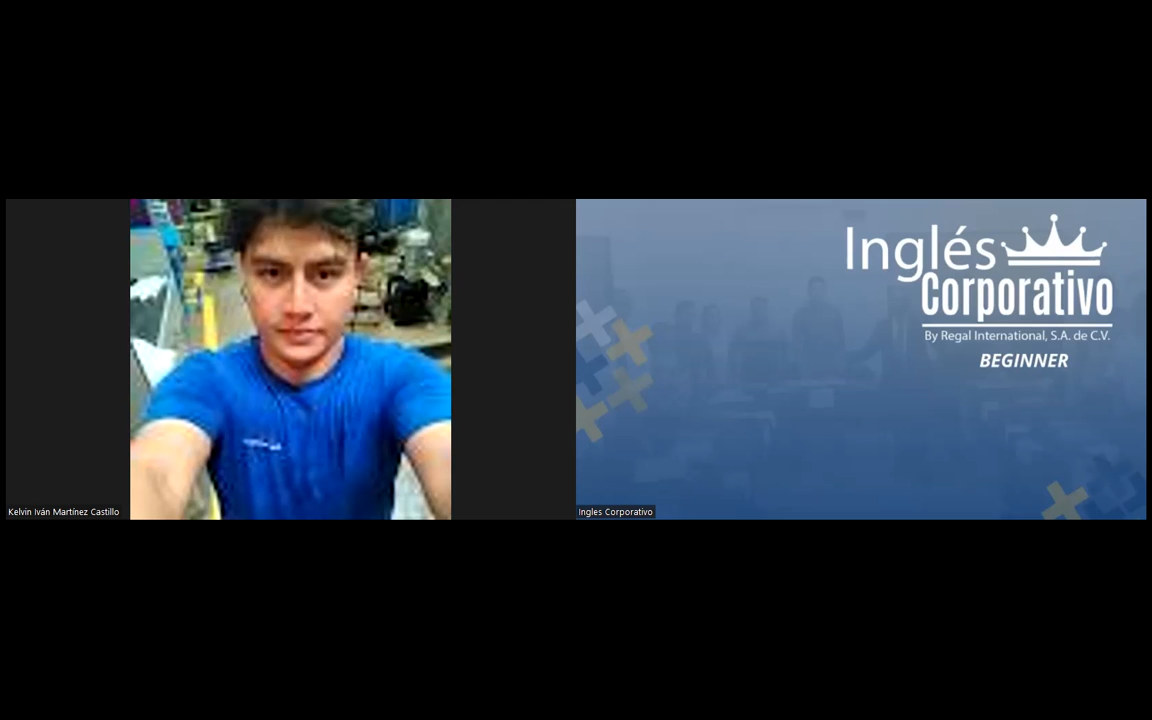 Inglés
Corporativo
By Regal International, S.A. de C.V.
BEGINNER
Kelvin Iván Martínez Castillo
Ingles Corporativo